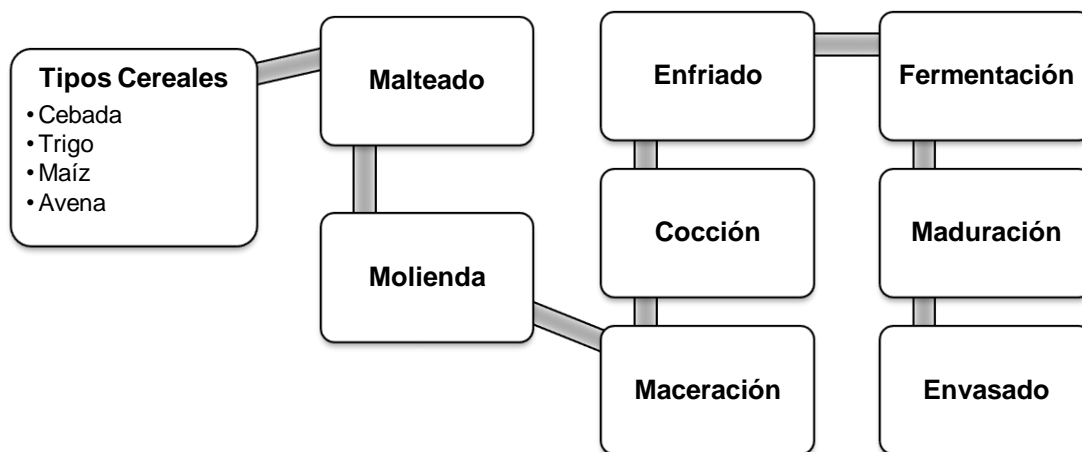 Tipos Cereales
• Cebada
• Trigo
• Maíz
• Avena
Malteado
Molienda
Maceración
Cocción
Enfriado
Fermentación
Maduración
Envasado